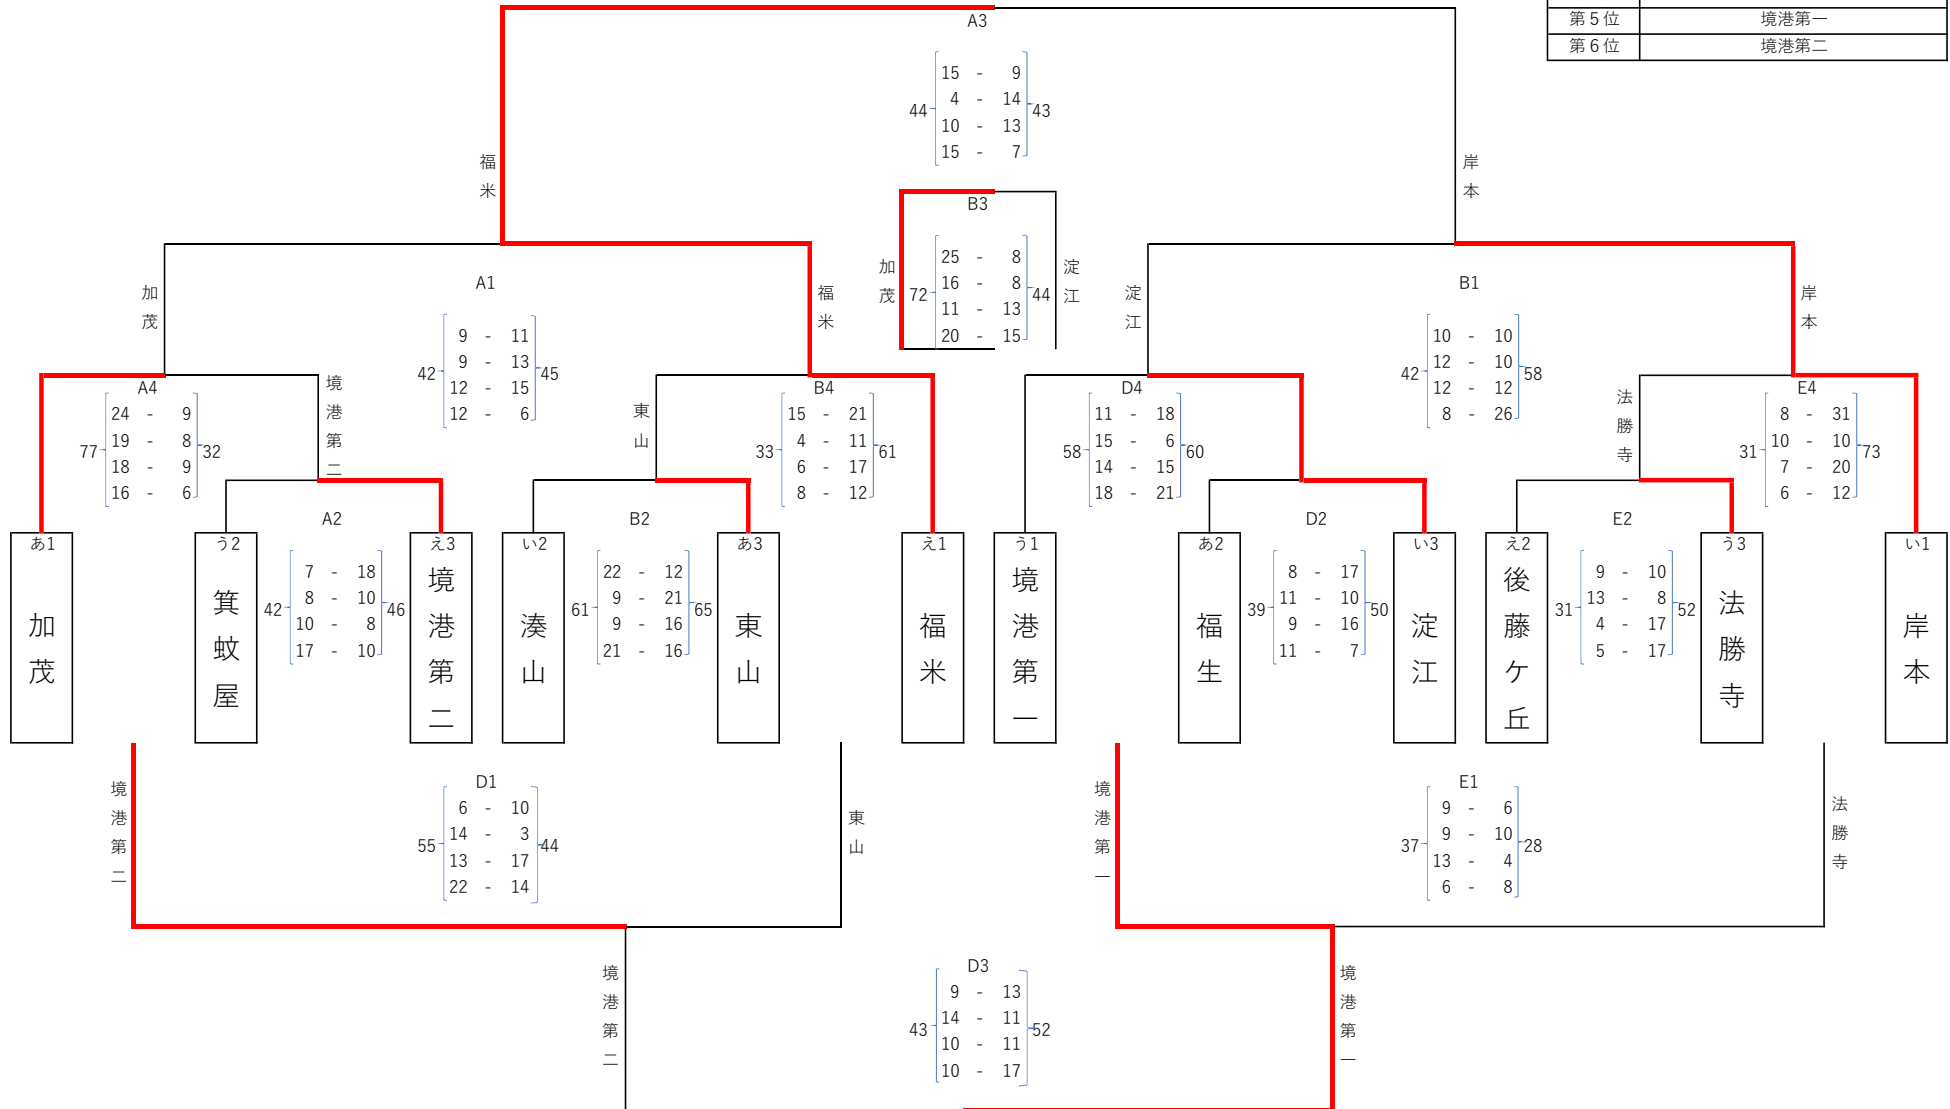 A3
第5位 境港第一
第6位 境港第二
15 - 9
4 - 14
44 43
10 - 13
15 - 7
福米
岸本
B3
25 - 8
16 - 8
72 44
11 - 13
20 - 15
加茂
淀江
加茂
A1
福米
9 - 11
9 - 13
42 45
12 - 15
12 - 6
淀江
B1
岸本
10 - 10
12 - 10
42 58
12 - 12
8 - 26
A4
24 - 9
19 - 8
77 32
18 - 9
16 - 6
境港第二
東山
B4
15 - 21
4 - 11
33 61
6 - 17
8 - 12
D4
11 - 18
15 - 6
58 60
14 - 15
18 - 21
法勝寺
E4
8 - 31
10 - 10
31 73
7 - 20
6 - 12
A2
7 - 18
8 - 10
42 46
10 - 8
17 - 10
B2
22 - 12
9 - 21
61 65
9 - 16
21 - 16
D2
8 - 17
11 - 10
39 50
9 - 16
11 - 7
E2
9 - 10
13 - 8
31 52
4 - 17
5 - 17
あ1
加茂
う2
箕蚊屋
え3
境港第二
い2
湊山
あ3
東山
え1
福米
う1
境港第一
あ2
福生
い3
淀江
え2
後藤ケ丘
う3
法勝寺
い1
岸本
境港第二
D1
6 - 10
14 - 3
55 44
13 - 17
22 - 14
東山
境港第一
E1
9 - 6
9 - 10
37 28
13 - 4
6 - 8
法勝寺
境港第二
D3
9 - 13
14 - 11
43 52
10 - 11
10 - 17
境港第一